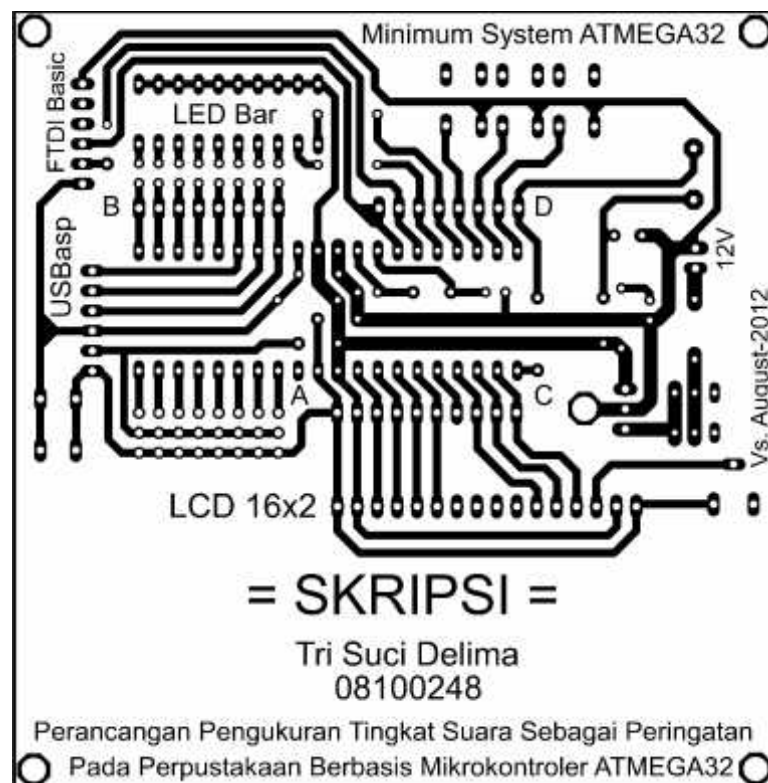 Minimum System ATMEGA32
FTDI Basic
LED Bar
B
D
USBasp
12V
A
C
Vs. August-2012
LCD 16x2
= SKRIPSI =
Tri Suci Delima
08100248
Perancangan Pengukuran Tingkat Suara Sebagai Peringatan
Pada Perpustakaan Berbasis Mikrokontroler ATMEGA32